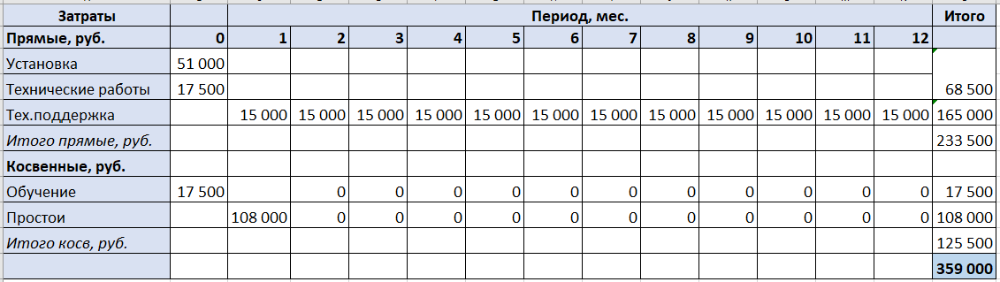 Затраты Период, мес. Итого
Прямые, руб. 0 1 2 3 4 5 6 7 8 9 10 11 12
Установка 51 000
Технические работы 17 500 68 500
Тех.поддержка 15 000 15 000 15 000 15 000 15 000 15 000 15 000 15 000 15 000 15 000 15 000 15 000 165 000
Итого прямые, руб. 233 500
Косвенные, руб.
Обучение 17 500 0 0 0 0 0 0 0 0 0 0 0 17 500
Простои 108 000 0 0 0 0 0 0 0 0 0 0 0 108 000
Итого косв, руб. 125 500
359 000